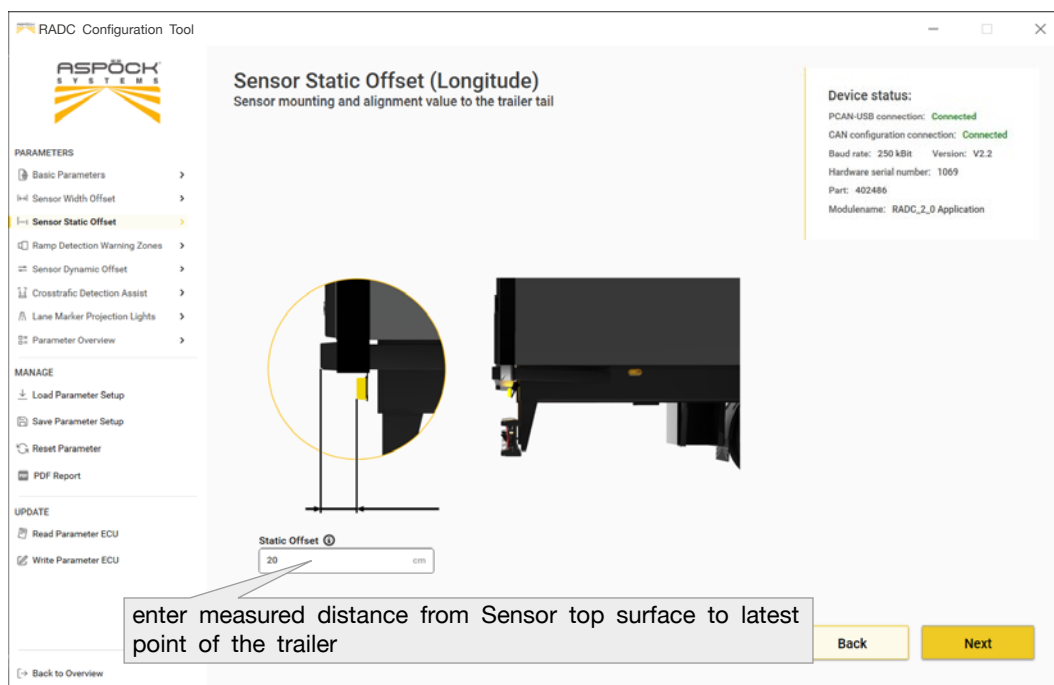 RADC Configuration Tool
ASPÖCK
SYSTEMS
Sensor Static Offset (Longitude)
Sensor mounting and alignment value to the trailer tail
Device status:
PCAN-USB connection: Connected
CAN configuration connection: Connected
Baud rate: 250 kBit Version: V2.2
Hardware serial number: 1069
Part: 402486
Modulename: RADC_2_0 Application
PARAMETERS
Basic Parameters
Sensor Width Offset
Sensor Static Offset
Ramp Detection Warning Zones
Sensor Dynamic Offset
Crosstrafic Detection Assist
Lane Marker Projection Lights
Parameter Overview
MANAGE
Load Parameter Setup
Save Parameter Setup
Reset Parameter
PDF Report
UPDATE
Read Parameter ECU
Write Parameter ECU
Static Offset
20 cm
enter measured distance from Sensor top surface to latest
point of the trailer
Back
Next
Back to Overview